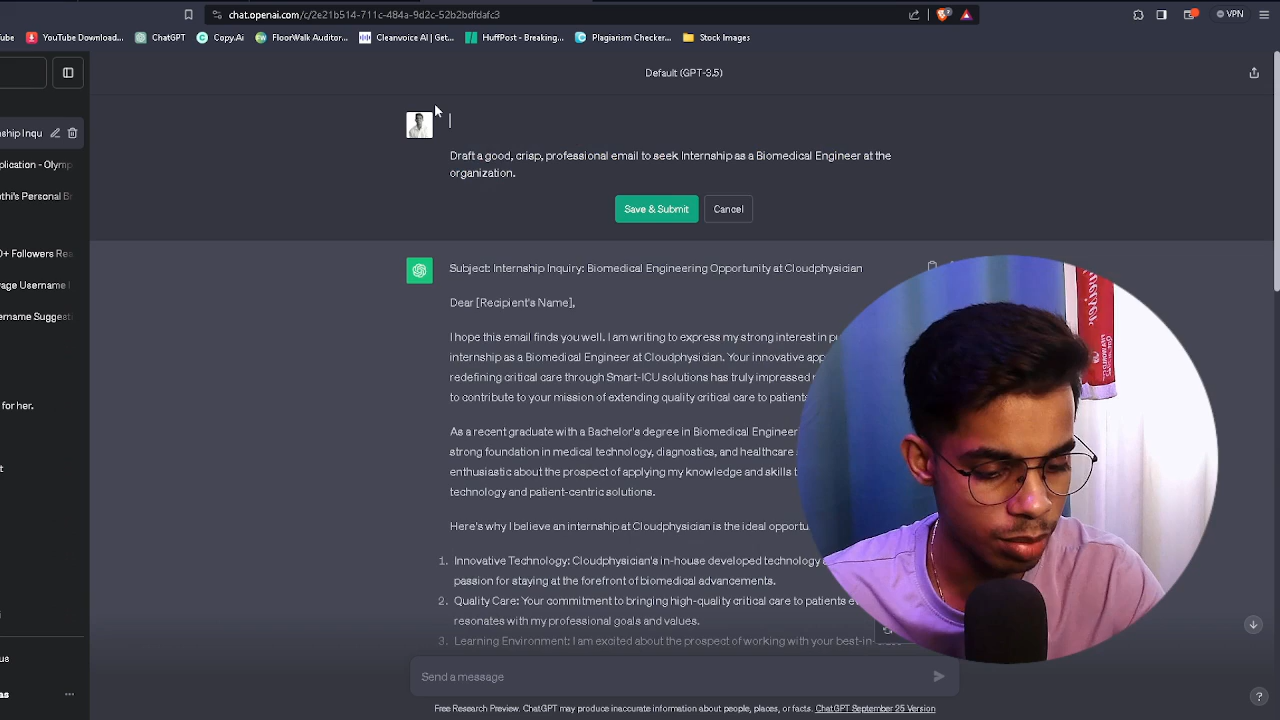 chat.openai.com/c/2e21b514-711c-484a-9d2c-52b2bdfdafc3
VPN
YouTube Download...
ChatGPT
Copy.Ai
FloorWalk Auditor...
Cleanvoice AI | Get...
HuffPost - Breaking...
Plagiarism Checker...
Stock Images
Default (GPT-3.5)
Draft a good, crisp, professional email to seek Internship as a Biomedical Engineer at the
organization.
Save & Submit
Cancel
Subject: Internship Inquiry: Biomedical Engineering Opportunity at Cloudphysician
Dear [Recipient's Name],
I hope this email finds you well. I am writing to express my strong interest in
internship as a Biomedical Engineer at Cloudphysician. Your innovative
redefining critical care through Smart-ICU solutions has truly impressed
to contribute to your mission of extending quality critical care to patients
As a recent graduate with a Bachelor's degree in Biomedical
strong foundation in medical technology, diagnostics, and healthcare
enthusiastic about the prospect of applying my knowledge and skills
technology and patient-centric solutions.
Here's why I believe an internship at Cloudphysician is the ideal
1. Innovative Technology: Cloudphysician's in-house developed technology
passion for staying at the forefront of biomedical advancements.
2. Quality Care: Your commitment to bringing high-quality critical care to patients
resonates with my professional goals and values.
3. Learning Environment: I am excited about the prospect of working with your best-in-
Send a message
Free Research Preview. ChatGPT may produce inaccurate information about people, places, or facts. ChatGPT September 25 Version